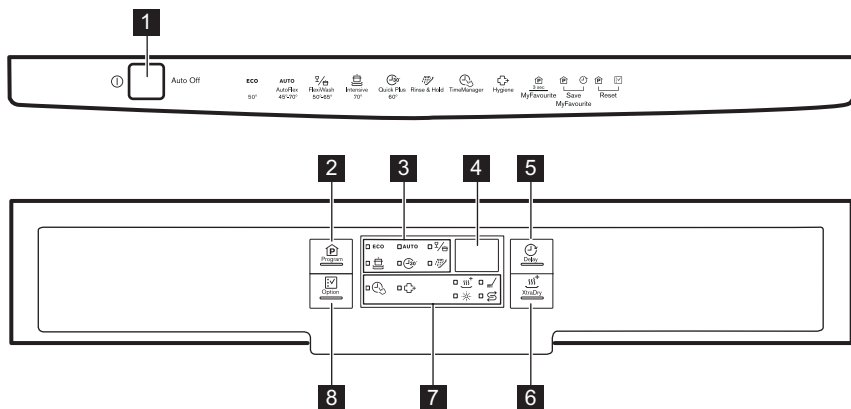 1
Auto Off
ECO
50°
AUTO
AutoFlex
45°-70°
FlexiWash
50°-65°
Intensive
70°
30'
Quick Plus
60°
Rinse & Hold
TimeManager
Hygiene
P
3 sec.
MyFavourite
P
Save
MyFavourite
P
Reset
2 3 4 5
P
Program
ECO AUTO
30'
Delay
Option
XtraDry
8 7 6